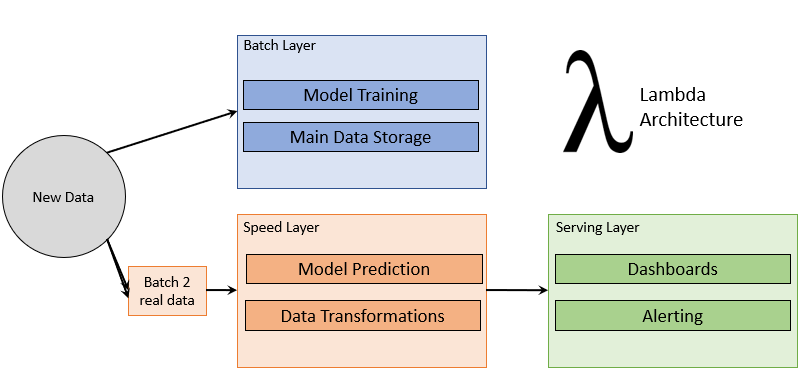 Batch Layer
Model Training
Main Data Storage
λ
Lambda
Architecture
New Data
Batch 2
real data
Speed Layer
Model Prediction
Data Transformations
Serving Layer
Dashboards
Alerting